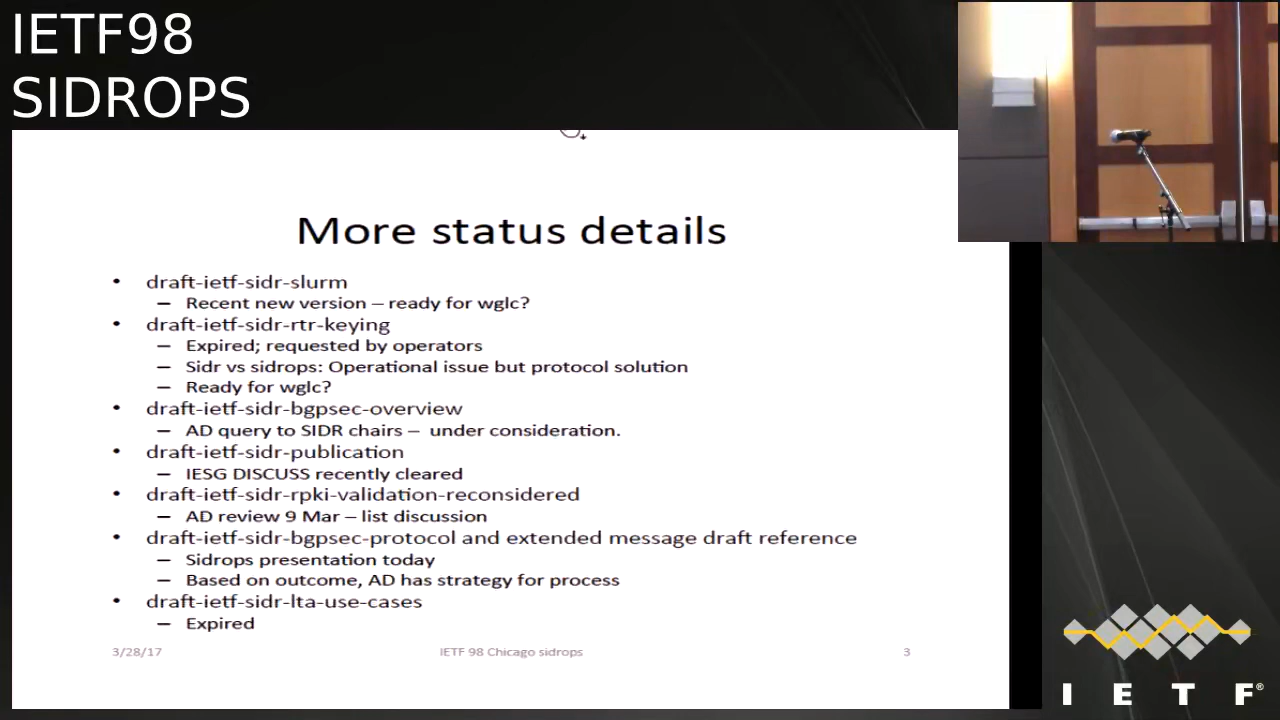 IETF98
SIDROPS
More status details
• draft-ietf-sidr-slurm
– Recent new version – ready for wglc?
• draft-ietf-sidr-rtr-keying
– Expired; requested by operators
– Sidr vs sidrops: Operational issue but protocol solution
– Ready for wglc?
• draft-ietf-sidr-bgpsec-overview
– AD query to SIDR chairs – under consideration.
• draft-ietf-sidr-publication
– IESG DISCUSS recently cleared
• draft-ietf-sidr-rpki-validation-reconsidered
– AD review 9 Mar – list discussion
• draft-ietf-sidr-bgpsec-protocol and extended message draft reference
– Sidrops presentation today
– Based on outcome, AD has strategy for process
• draft-ietf-sidr-lta-use-cases
– Expired
3/28/17 IETF 98 Chicago sidrops 3
I E T F®